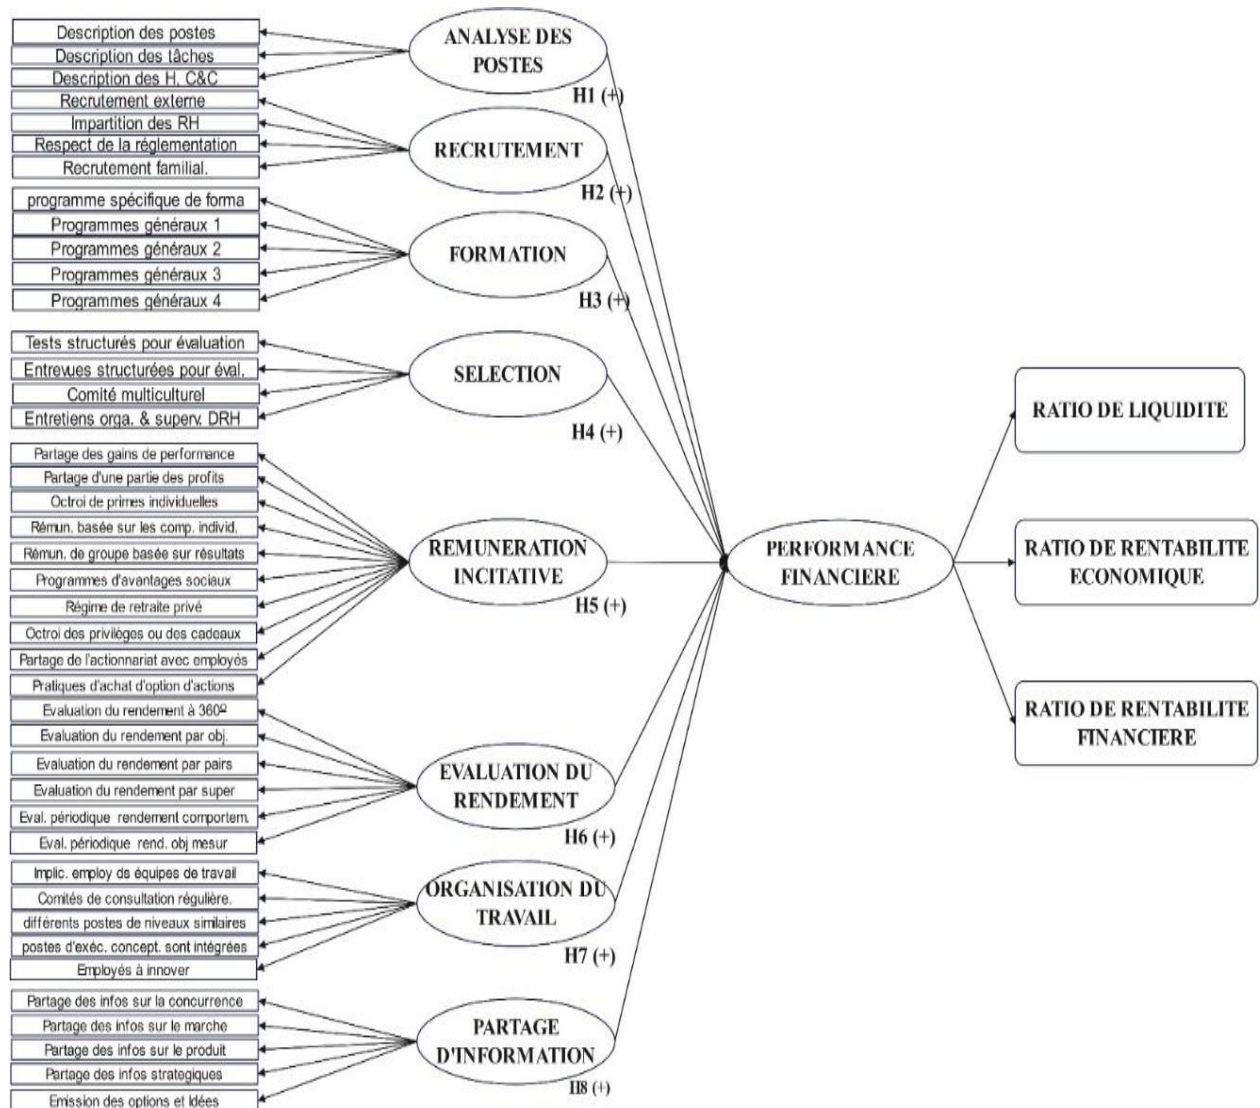 Description des postes
Description des tâches
Description des H, C&C
ANALYSE DES
POSTES
H1 (+)
Recrutement externe
Impartition des RH
Respect de la réglementation
Recrutement familial.
RECRUTEMENT
H2 (+)
programme spécifique de forma
Programmes généraux 1
Programmes généraux 2
Programmes généraux 3
Programmes généraux 4
FORMATION
H3 (+)
Tests structurés pour évaluation
Entrevues structurées pour éval.
Comité multiculturel
Entretiens orga. & superv. DRH
SELECTION
H4 (+)
Partage des gains de performance
Partage d'une partie des profits
Octroi de primes individuelles
Rémun. basée sur les comp. individ.
Rémun. de groupe basée sur résultats
Programmes d'avantages sociaux
Régime de retraite privé
Octroi des privilèges ou des cadeaux
Partage de l'actionnariat avec employés
Pratiques d'achat d'option d'actions
REMUNERATION
INCITATIVE
H5 (+)
Evaluation du rendement à 360º
Evaluation du rendement par obj.
Evaluation du rendement par pairs
Evaluation du rendement par super
Eval. périodique rendement comportem.
Eval. périodique rend. obj mesur
EVALUATION DU
RENDEMENT
H6 (+)
Implic. employ ds équipes de travail
Comités de consultation régulière.
différents postes de niveaux similaires
postes d'exéc. concept. sont intégrées
Employés à innover
ORGANISATION DU
TRAVAIL
H7 (+)
Partage des infos sur la concurrence
Partage des infos sur le marche
Partage des infos sur le produit
Partage des infos strategiques
Emission des options et Idées
PARTAGE
D'INFORMATION
H8 (+)
PERFORMANCE
FINANCIERE
RATIO DE LIQUIDITE
RATIO DE RENTABILITE
ECONOMIQUE
RATIO DE RENTABILITE
FINANCIERE